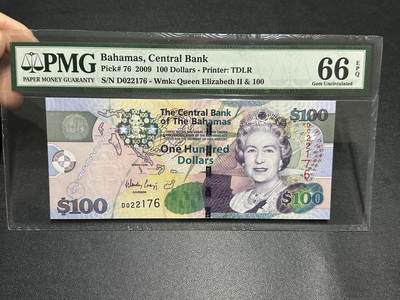 PMG
PAPER MONEY GUARANTY
Bahamas, Central Bank
Pick# 76 2009 100 Dollars - Printer: TDLR
S/N D022176 - Wmk: Queen Elizabeth II & 100
66 EPQ
Gem Uncirculated
The Central Bank
of The Bahamas
$100
One Hundred
Dollars
GOVERNOR
$100
D022176
$100